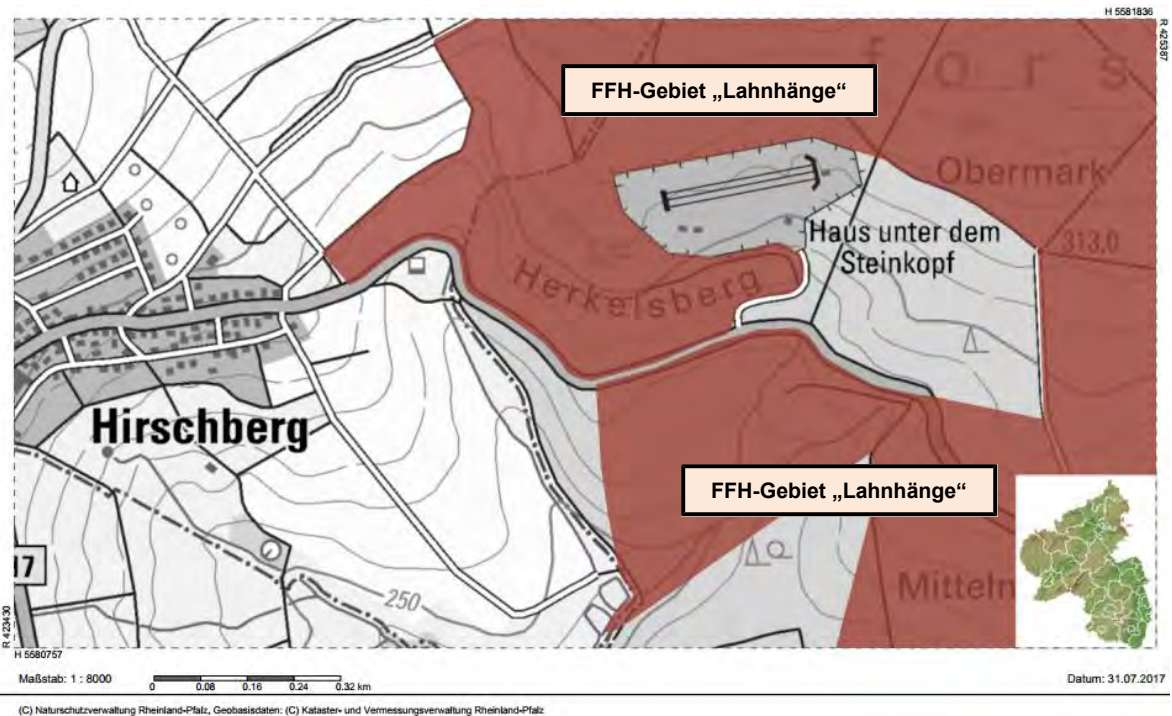 H 5581836
R 425387
FFH-Gebiet „Lahnhänge“
f o r s
Obermark
Haus unter dem
Steinkopf
313,0
Herkelsberg
Hirschberg
FFH-Gebiet „Lahnhänge“
17
250
Mitteln
R 423430
H 5580757
Maßstab: 1 : 8000
0 0.08 0.16 0.24 0.32 km
Datum: 31.07.2017
(C) Naturschutzverwaltung Rheinland-Pfalz, Geobasisdaten: (C) Kataster- und Vermessungsverwaltung Rheinland-Pfalz